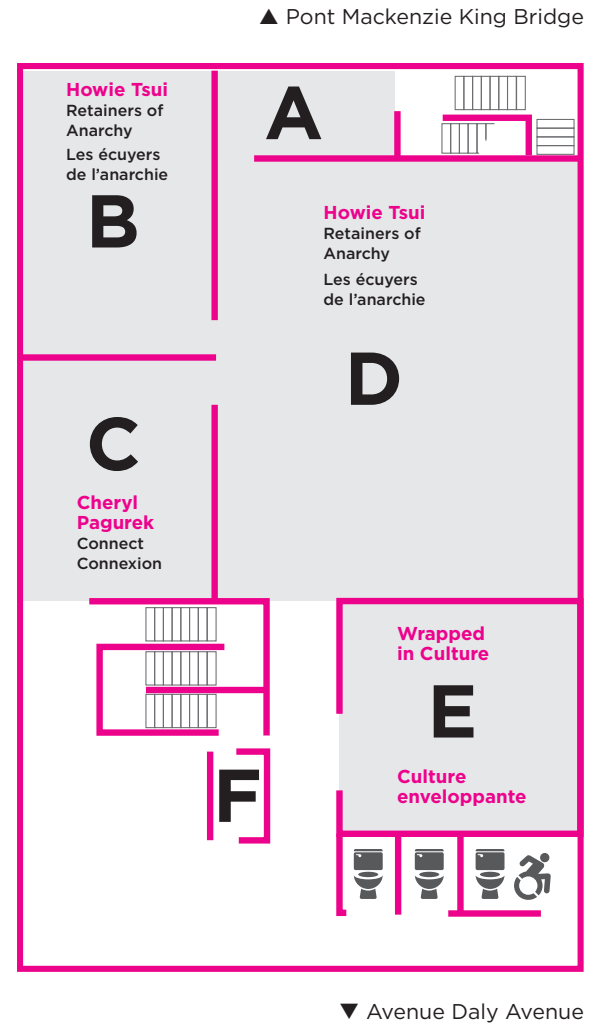 ▲ Pont Mackenzie King Bridge
Howie Tsui
Retainers of
Anarchy
Les écuyers
de l’anarchie
B
A
Howie Tsui
Retainers of
Anarchy
Les écuyers
de l’anarchie
D
C
Cheryl
Pagurek
Connect
Connexion
Wrapped
in Culture
E
Culture
enveloppante
F
▼ Avenue Daly Avenue